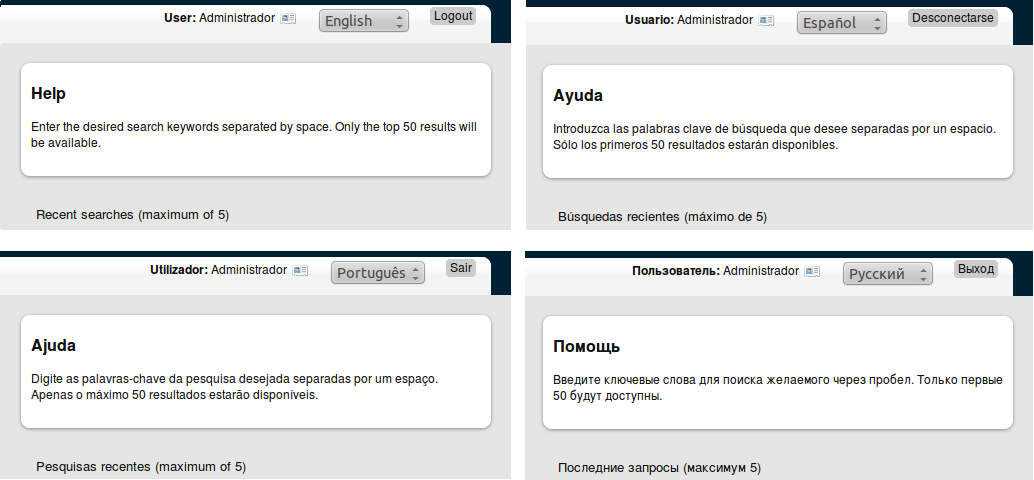 User: Administrador English Logout
Help
Enter the desired search keywords separated by space. Only the top 50 results will
be available.
Recent searches (maximum of 5)
Usuario: Administrador Español Desconectarse
Ayuda
Introduzca las palabras clave de búsqueda que desee separadas por un espacio.
Sólo los primeros 50 resultados estarán disponibles.
Búsquedas recientes (máximo de 5)
Utilizador: Administrador Português Sair
Ajuda
Digite as palavras-chave da pesquisa desejada separadas por um espaço.
Apenas o máximo 50 resultados estarão disponíveis.
Pesquisas recentes (maximum of 5)
Пользователь: Administrador Русский Выход
Помощь
Введите ключевые слова для поиска желаемого через пробел. Только первые
50 будут доступны.
Последние запросы (максимум 5)